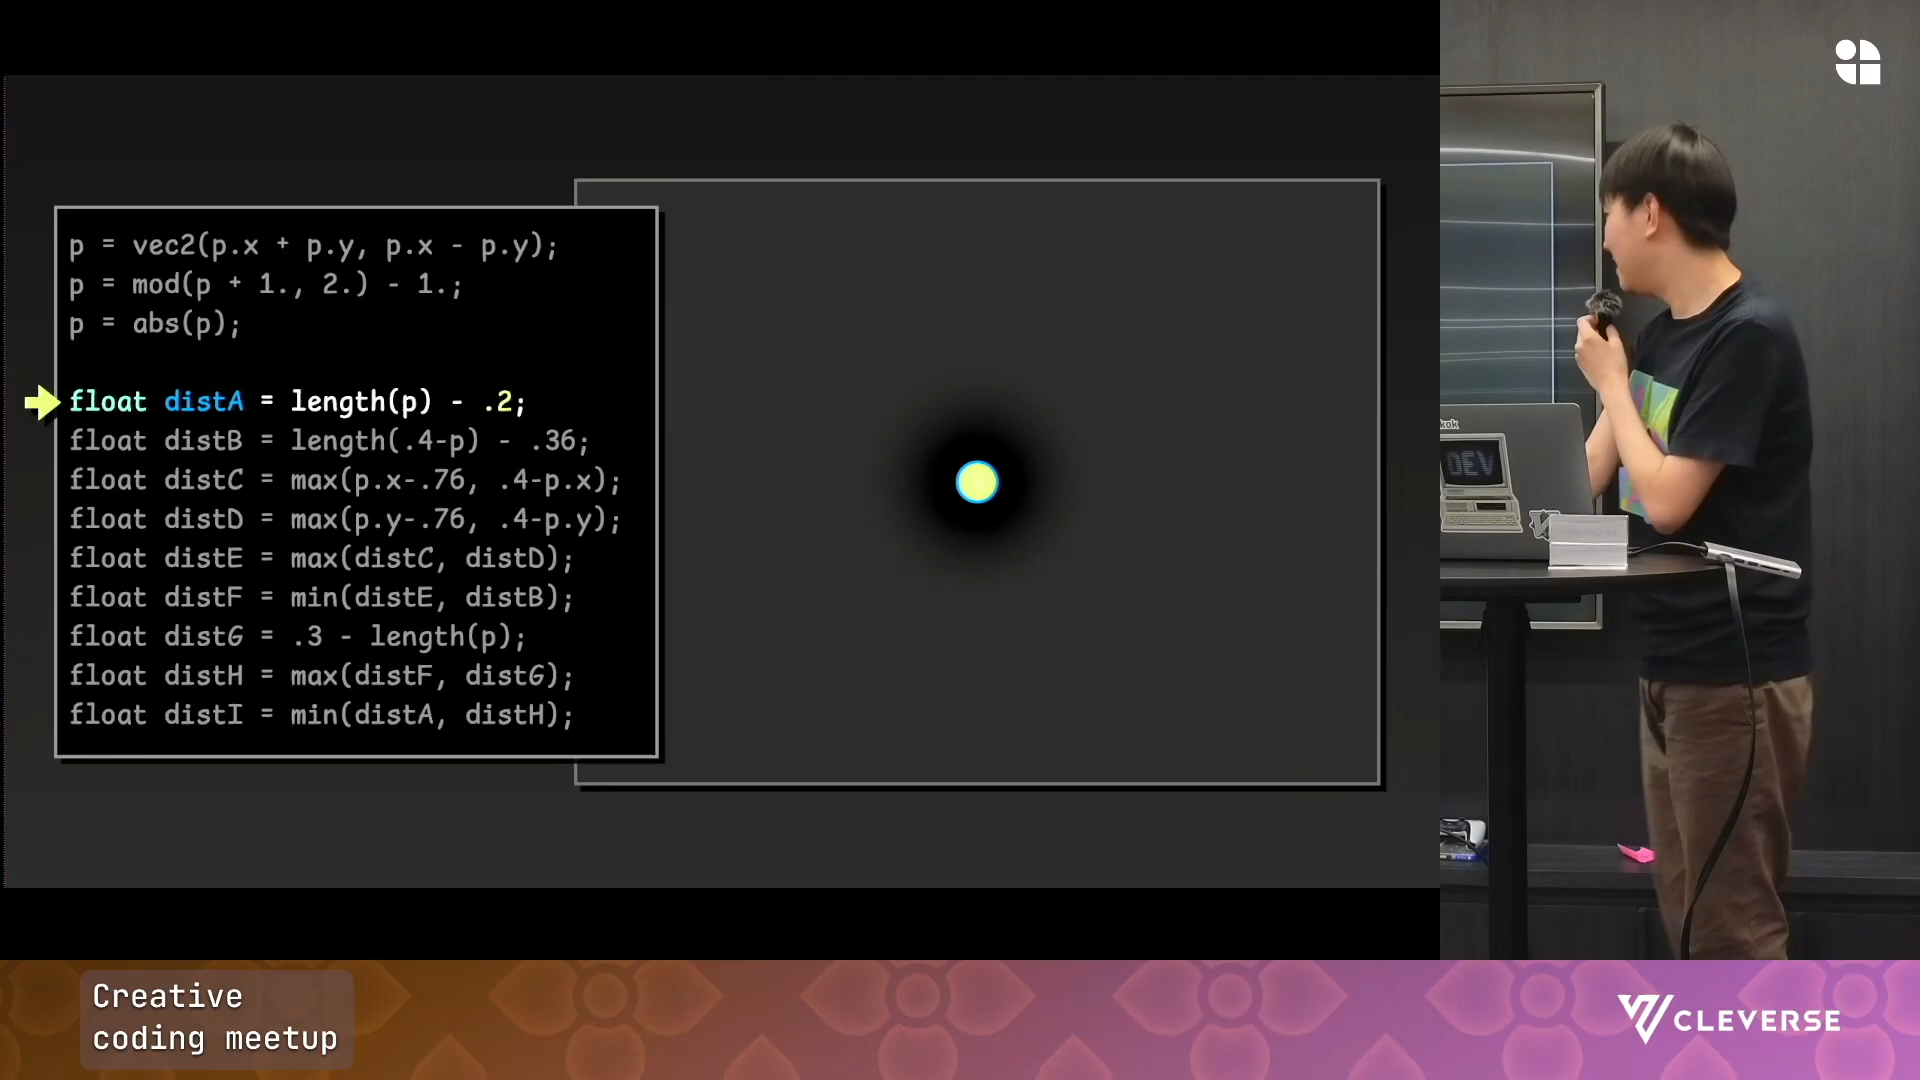 p = vec2(p.x + p.y, p.x - p.y);
p = mod(p + 1., 2.) - 1.;
p = abs(p);
float distA = length(p) - .2;
float distB = length(.4-p) - .36;
float distC = max(p.x-.76, .4-p.x);
float distD = max(p.y-.76, .4-p.y);
float distE = max(distC, distD);
float distF = min(distE, distB);
float distG = .3 - length(p);
float distH = max(distF, distG);
float distI = min(distA, distH);
DEV
Creative
coding meetup
CLEVERSE